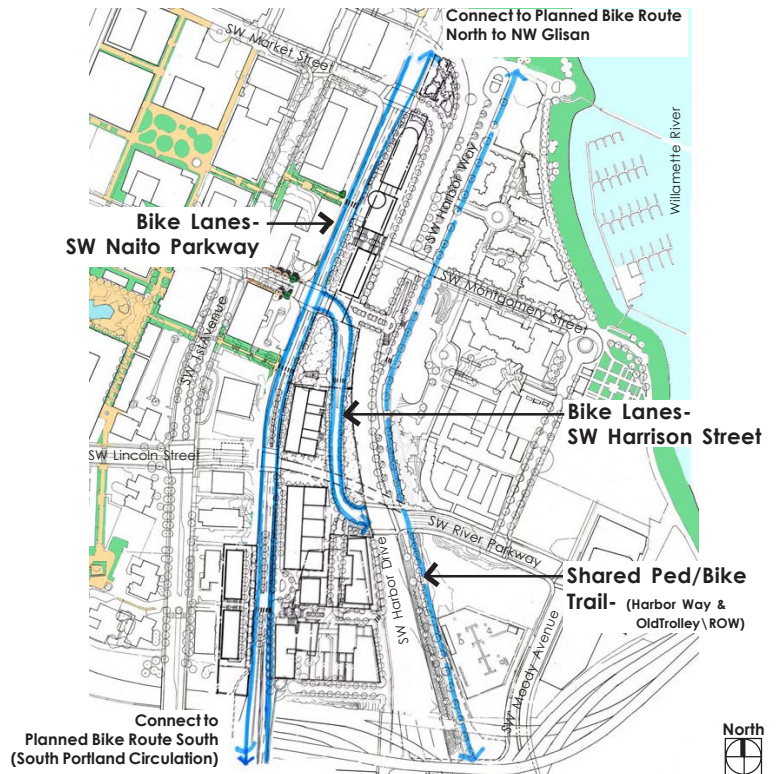 Connect to Planned Bike Route
North to NW Glisan
SW Market Street
Willamette River
SW Harbor Way
Bike Lanes-
SW Naito Parkway
SW Montgomery Street
SW 1st Avenue
Bike Lanes-
SW Harrison Street
SW Lincoln Street
SW River Parkway
SW Harbor Drive
Shared Ped/Bike
Trail- (Harbor Way &
OldTrolley\ROW)
SW Moody Avenue
Connect to
Planned Bike Route South
(South Portland Circulation)
North